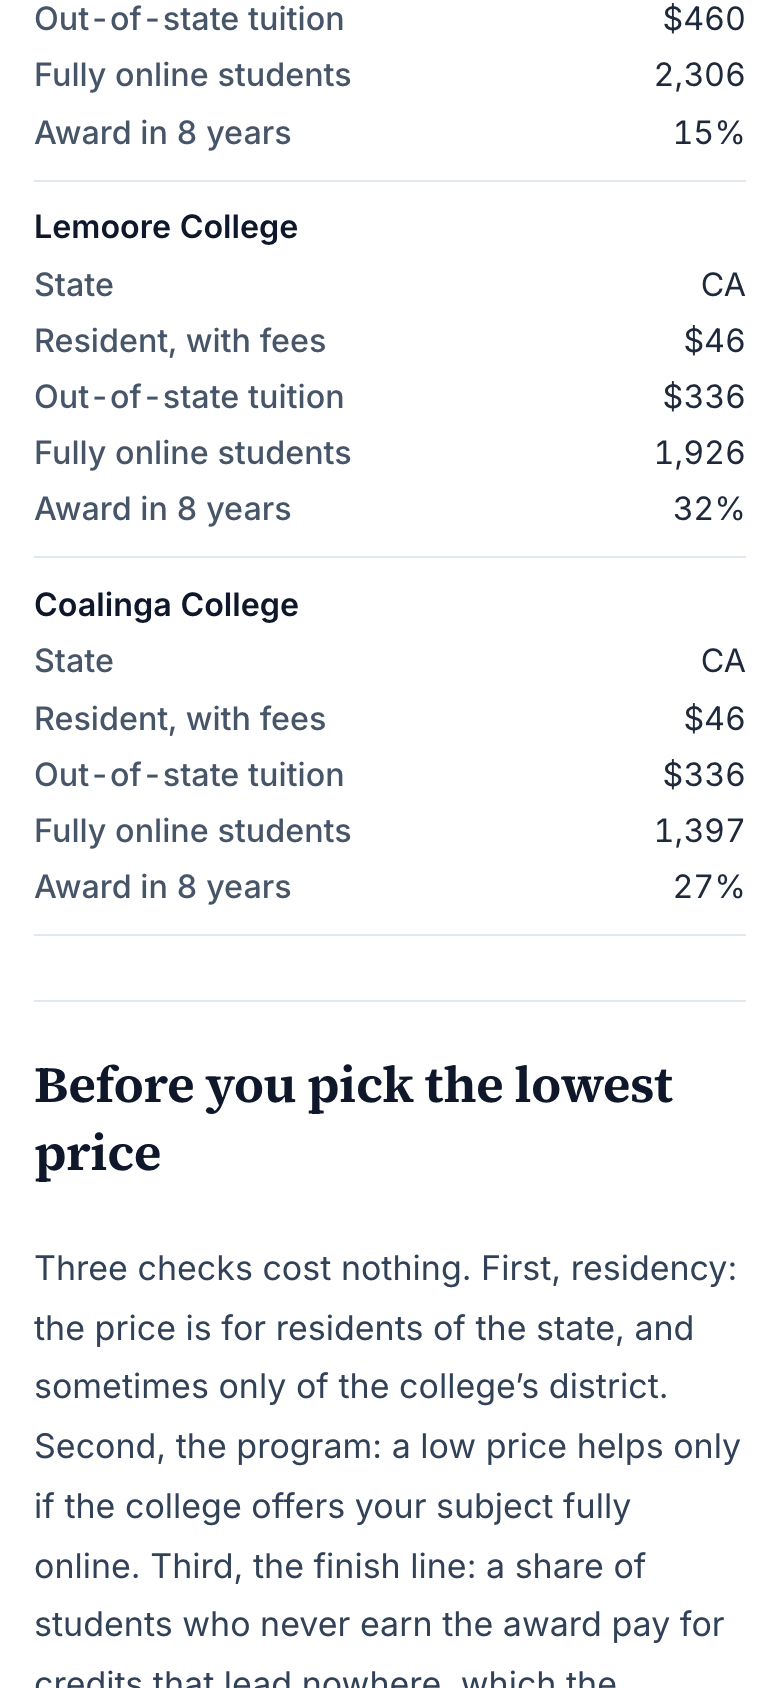 Out-of-state tuition $460
Fully online students 2,306
Award in 8 years 15%
Lemoore College
State CA
Resident, with fees $46
Out-of-state tuition $336
Fully online students 1,926
Award in 8 years 32%
Coalinga College
State CA
Resident, with fees $46
Out-of-state tuition $336
Fully online students 1,397
Award in 8 years 27%
Before you pick the lowest
price
Three checks cost nothing. First, residency:
the price is for residents of the state, and
sometimes only of the college’s district.
Second, the program: a low price helps only
if the college offers your subject fully
online. Third, the finish line: a share of
students who never earn the award pay for
credits that lead nowhere, which the